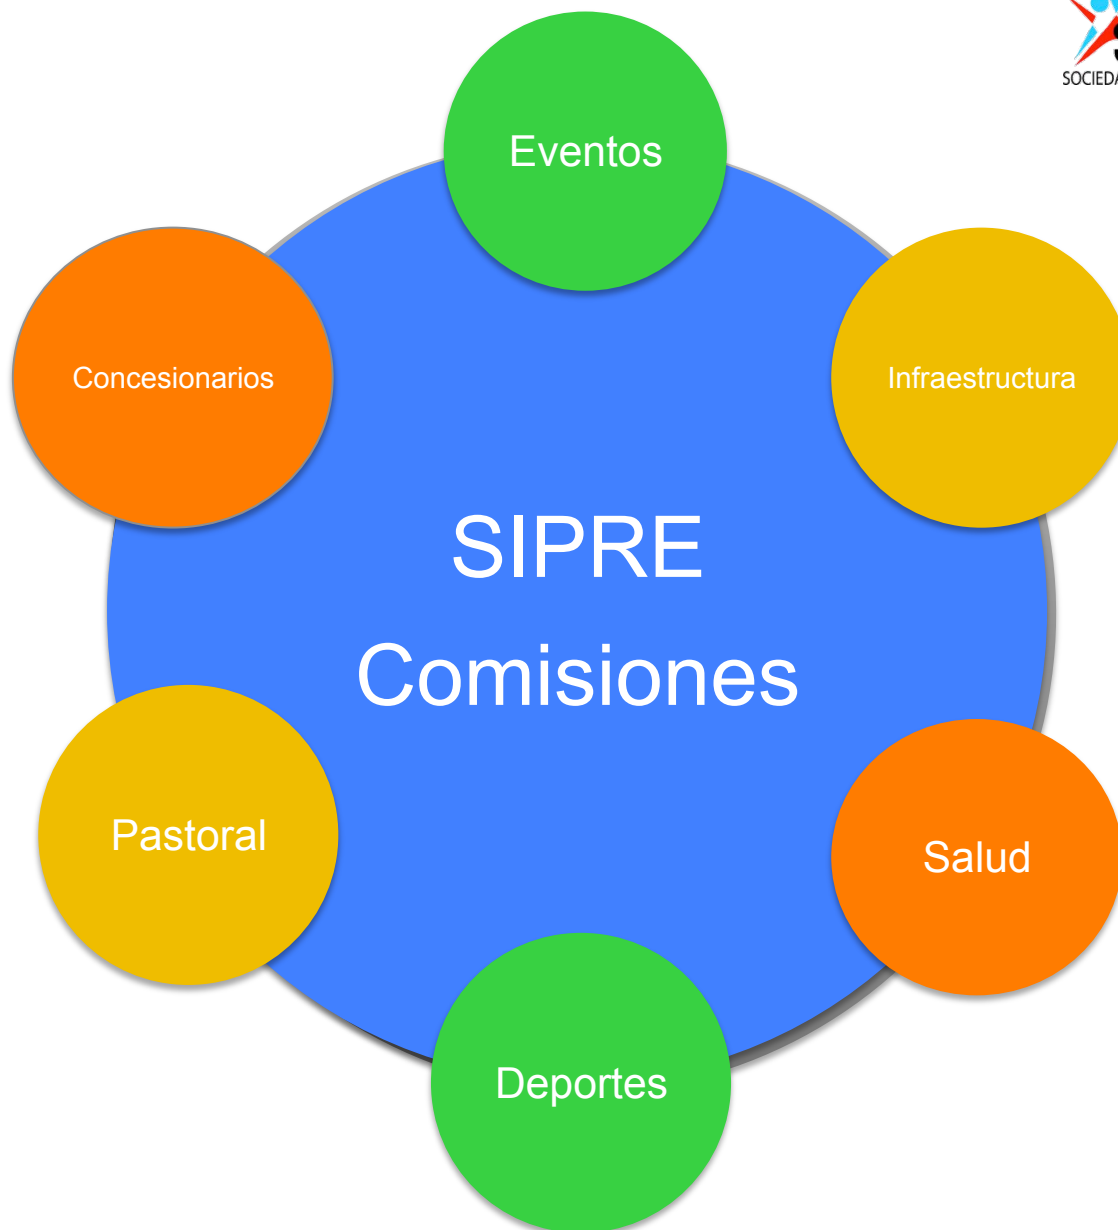 Eventos
Concesionarios
Infraestructura
SIPRE
Comisiones
Pastoral
Salud
Deportes